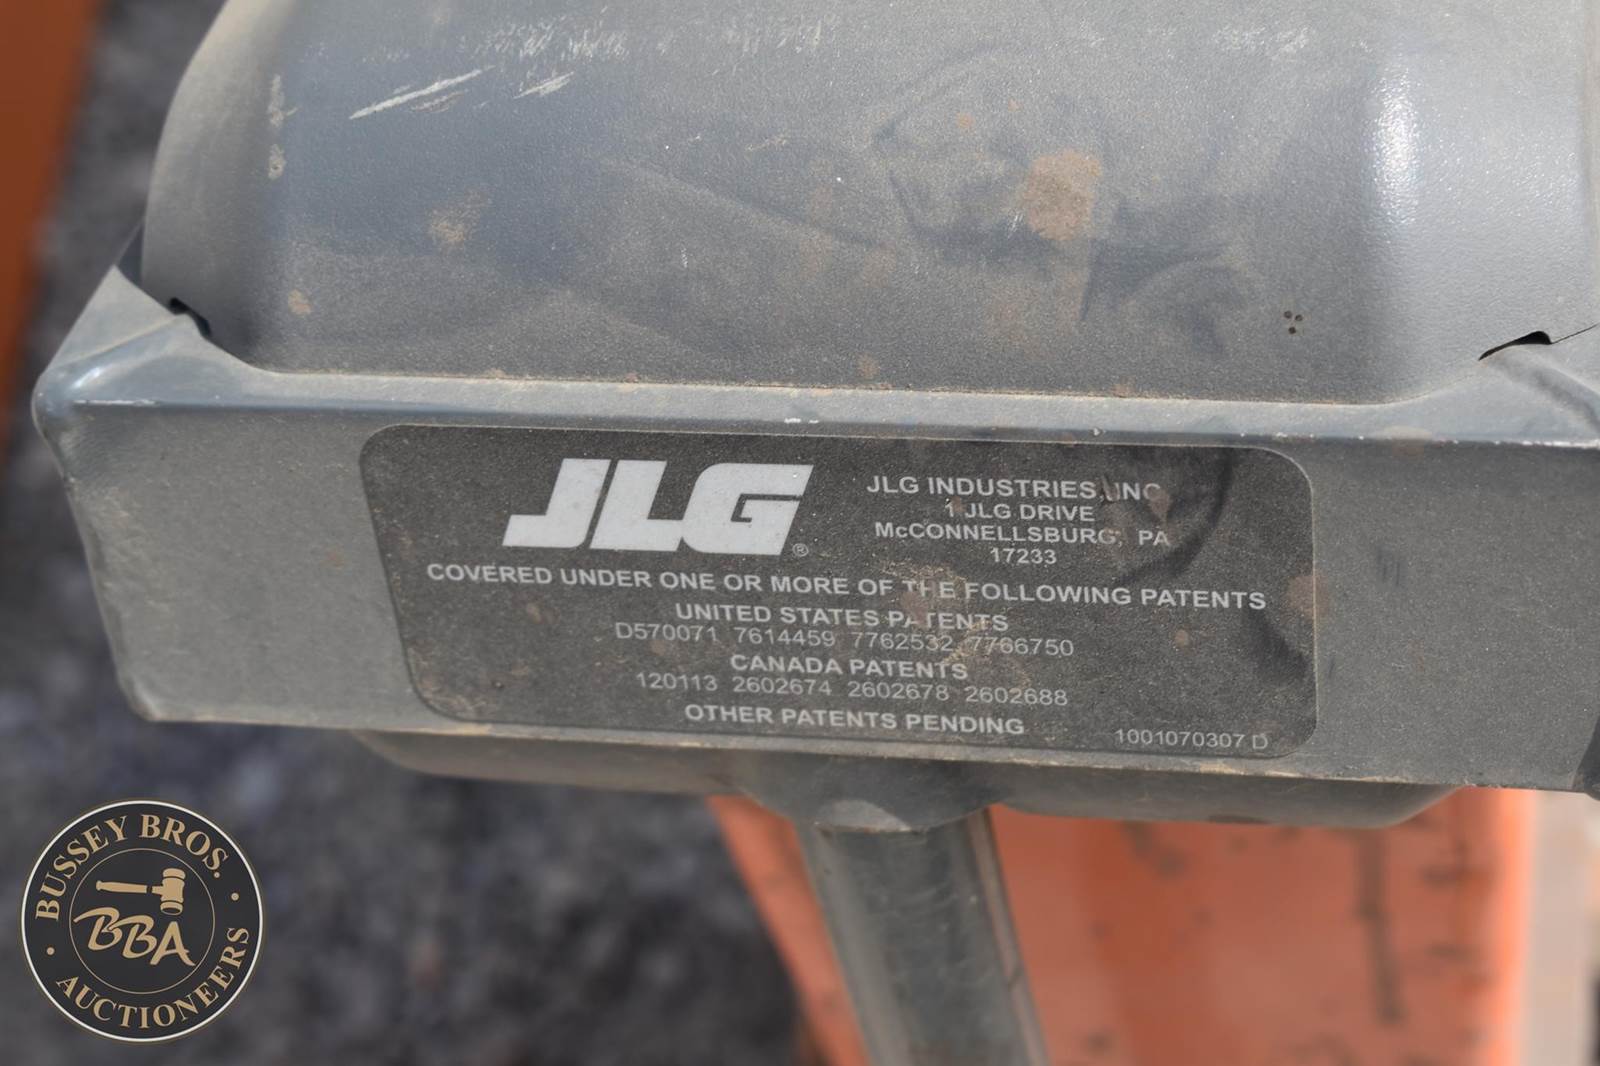 JLG®
JLG INDUSTRIES, INC
1 JLG DRIVE
McCONNELLSBURG, PA
17233
COVERED UNDER ONE OR MORE OF THE FOLLOWING PATENTS
UNITED STATES PATENTS
D570071 7614459 7762532 7766750
CANADA PATENTS
120113 2602674 2602678 2602688
OTHER PATENTS PENDING
1001070307 D
BUSSEY BROS.
BBA
AUCTIONEERS